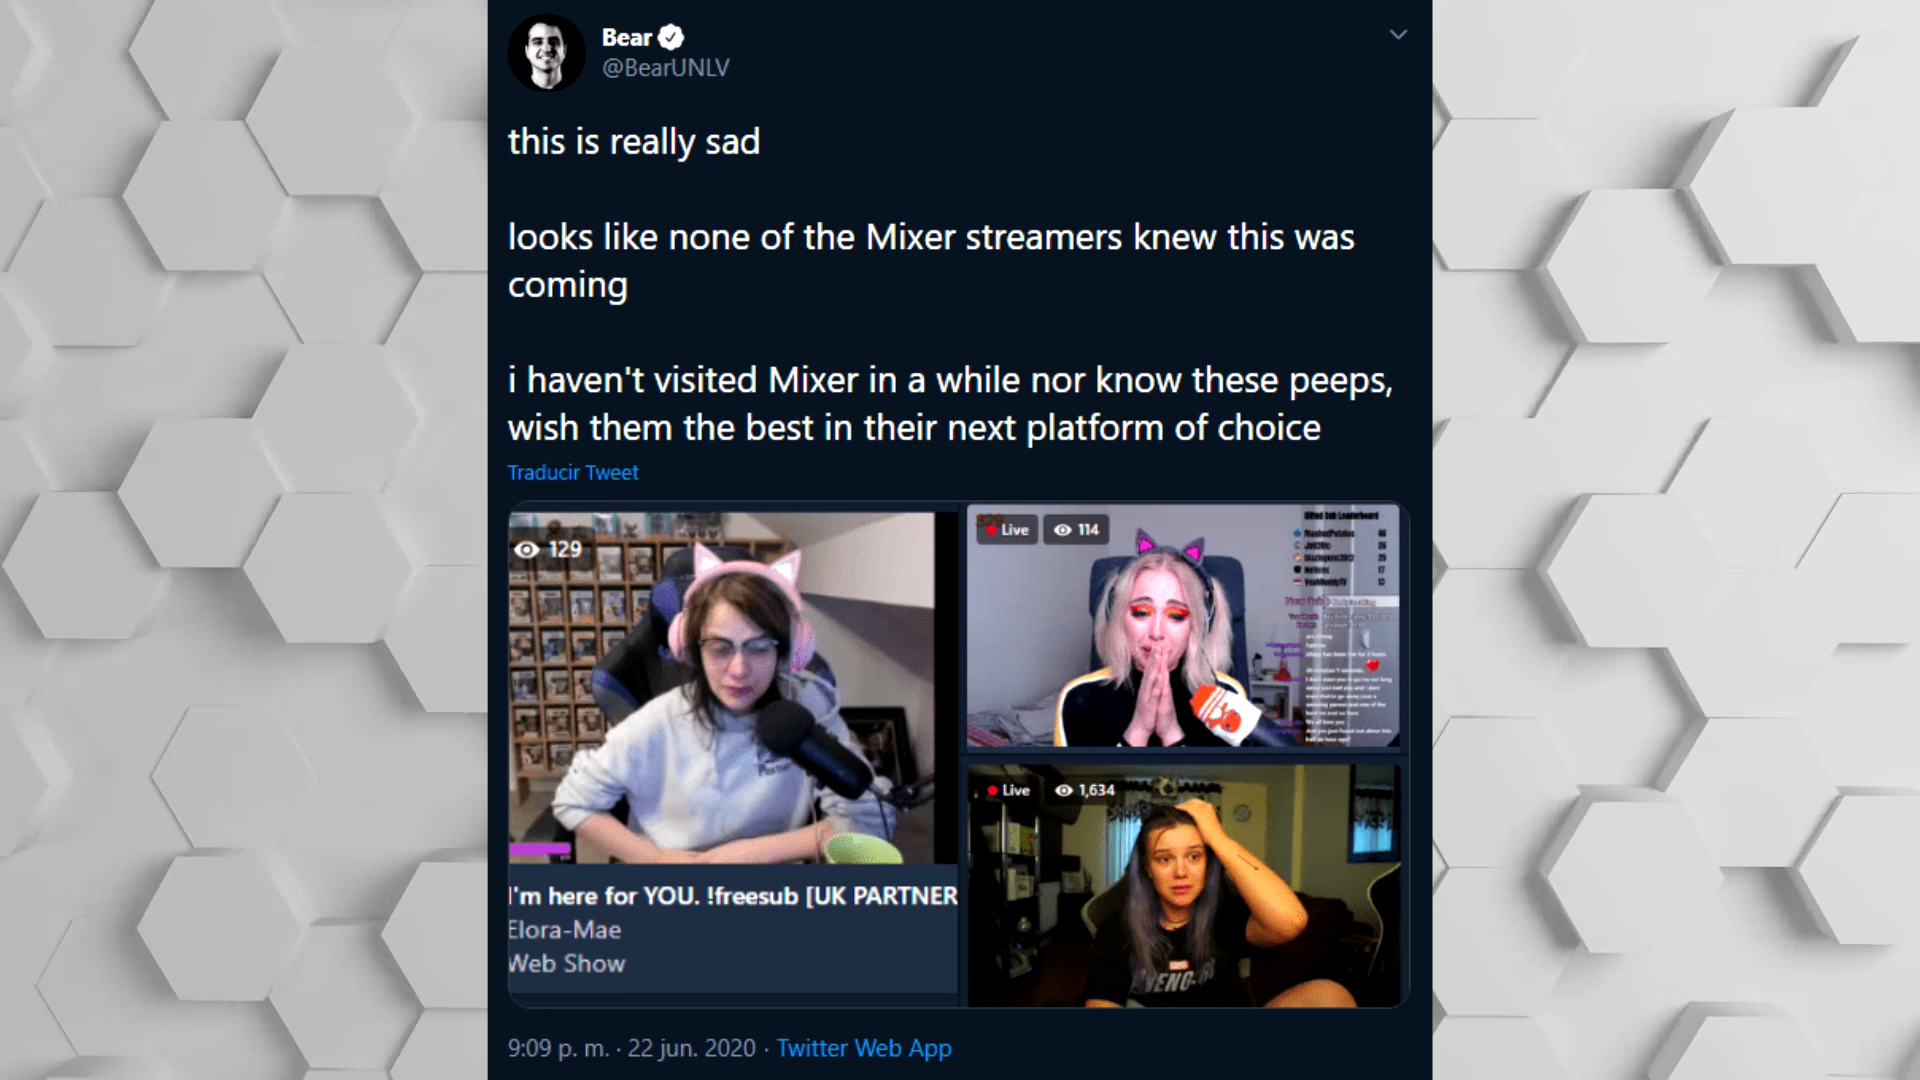 Bear
@BearUNLV
this is really sad
looks like none of the Mixer streamers knew this was
coming
i haven't visited Mixer in a while nor know these peeps,
wish them the best in their next platform of choice
Traducir Tweet
129
I'm here for YOU. !freesub [UK PARTNER
Elora-Mae
Web Show
Live 114
Gifted Sub Leaderboard
Live 1,634
9:09 p. m. · 22 jun. 2020 · Twitter Web App